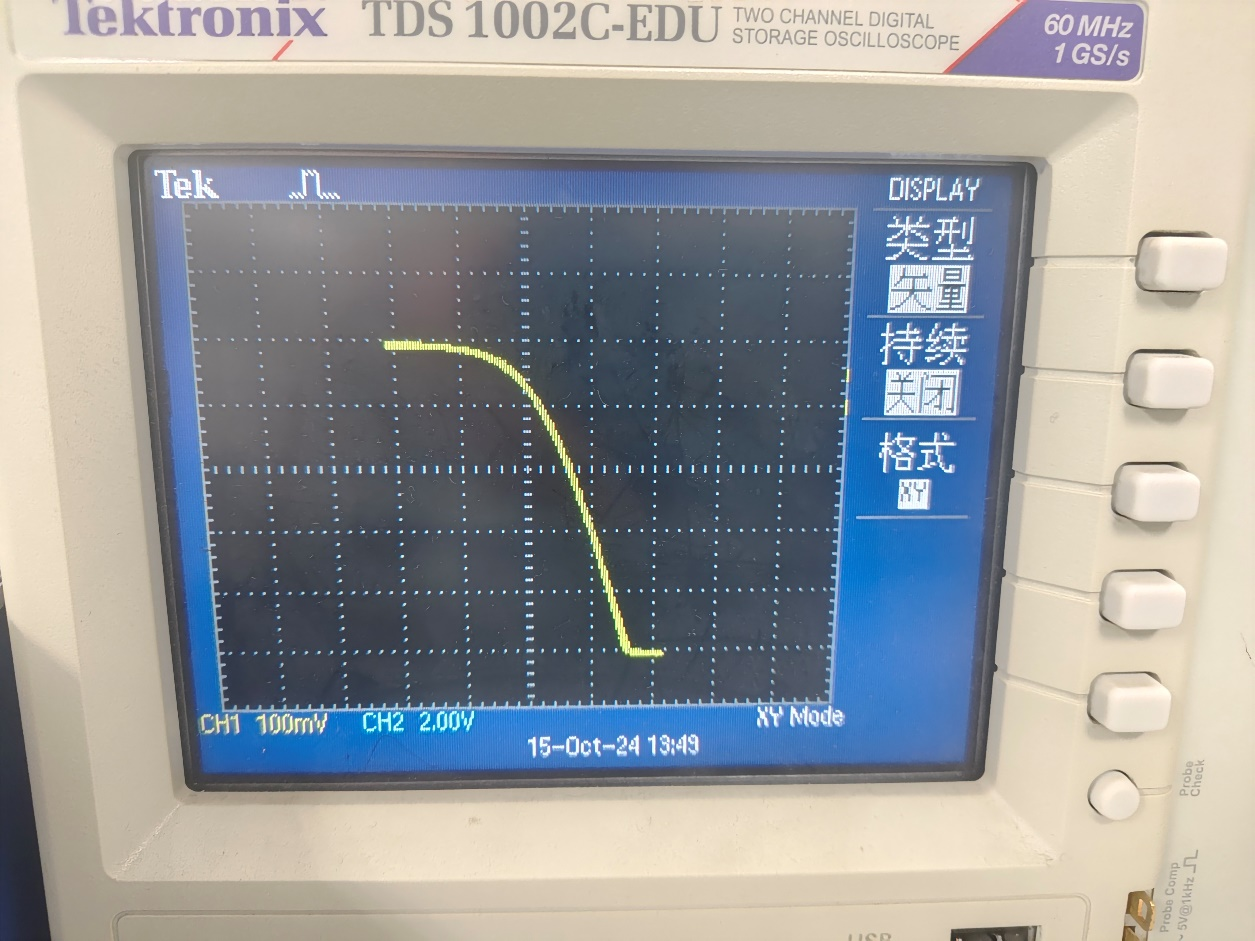 Tektronix TDS 1002C-EDU TWO CHANNEL DIGITAL
STORAGE OSCILLOSCOPE
60 MHz
1 GS/s
Tek
DISPLAY
类型
矢量
持续
关闭
格式
XY
CH1 100mV CH2 2.00V XY Mode
15-Oct-24 13:49
Probe
Check
Probe Comp
~ 5V@1kHz
USB